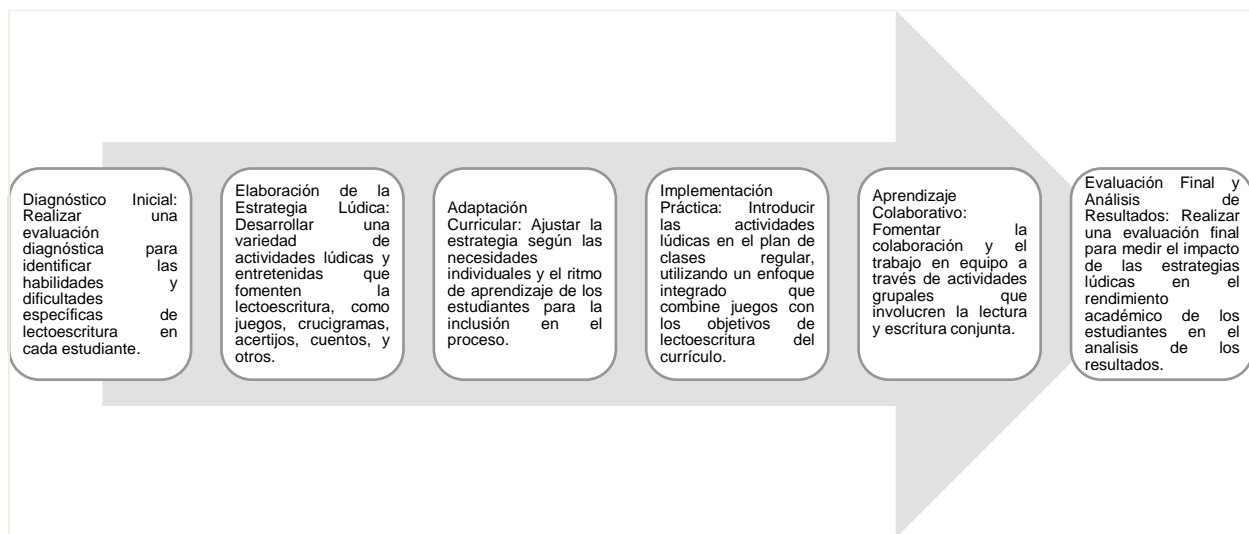 Diagnóstico Inicial:
Realizar una
evaluación
diagnóstica para
identificar las
habilidades y
dificultades
específicas de
lectoescritura en
cada estudiante.
Elaboración de la
Estrategia Lúdica:
Desarrollar una
variedad de
actividades lúdicas y
entretenidas que
fomenten la
lectoescritura, como
juegos, crucigramas,
acertijos, cuentos, y
otros.
Adaptación
Curricular: Ajustar la
estrategia según las
necesidades
individuales y el ritmo
de aprendizaje de los
estudiantes para la
inclusión en el
proceso.
Implementación
Práctica: Introducir
las actividades
lúdicas en el plan de
clases regular,
utilizando un enfoque
integrado que
combine juegos con
los objetivos de
lectoescritura del
currículo.
Aprendizaje
Colaborativo:
Fomentar la
colaboración y el
trabajo en equipo a
través de actividades
grupales que
involucren la lectura
y escritura conjunta.
Evaluación Final y
Análisis de
Resultados: Realizar
una evaluación final
para medir el impacto
de las estrategias
lúdicas en el
rendimiento
académico de los
estudiantes en el
analisis de los
resultados.